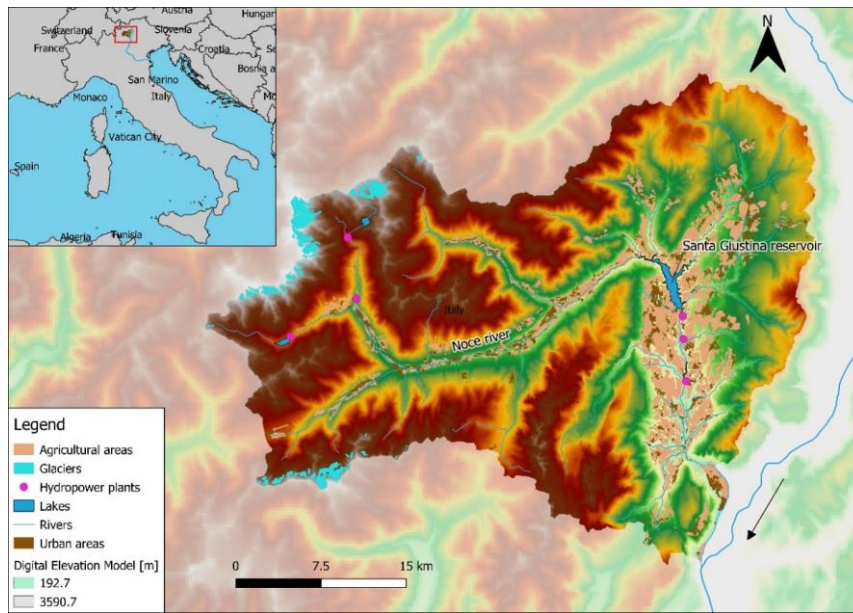 Austria
Hungar
Switzerland
Slovenia
France
Croatia
Bosnia a
San Marino
Monaco
Italy
Vatican City
Spain
Algeria
Tunisia
N
Santa Giustina reservoir
Italy
Noce river
Legend
Agricultural areas
Glaciers
Hydropower plants
Lakes
Rivers
Urban areas
Digital Elevation Model [m]
192.7
3590.7
0
7.5
15 km